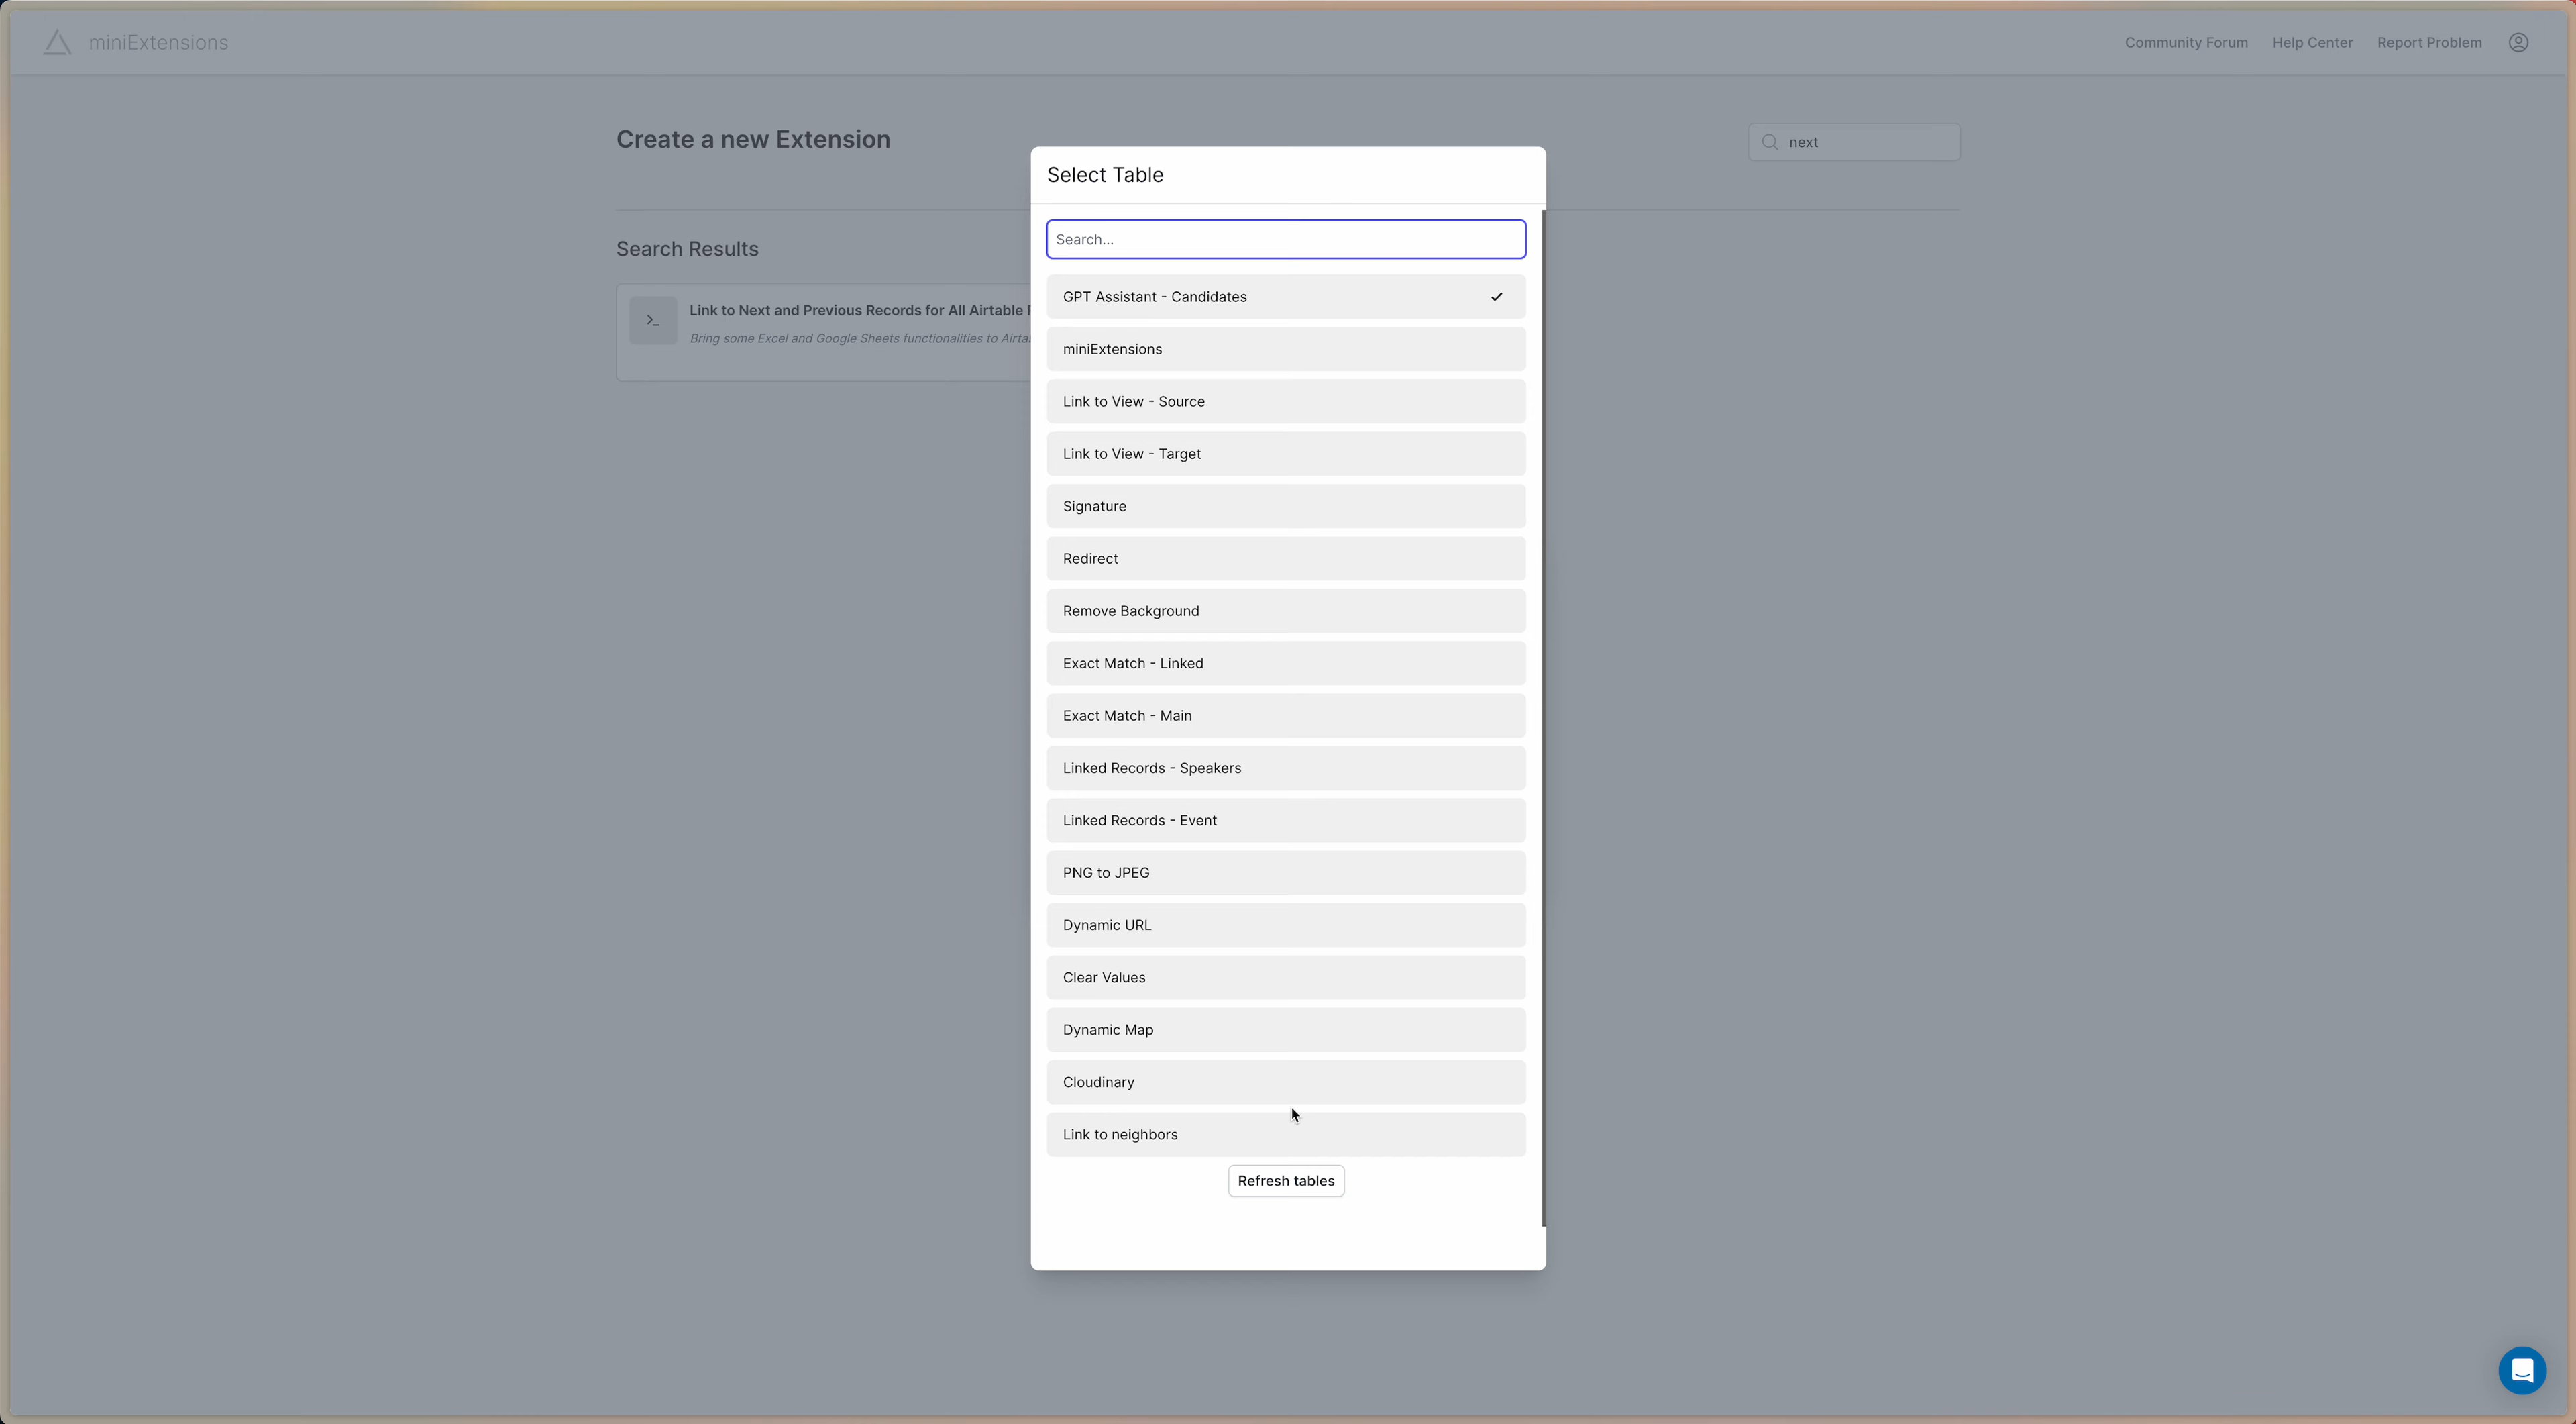 miniExtensions
Community Forum
Help Center
Report Problem
Create a new Extension
next
Select Table
Search...
Search Results
Link to Next and Previous Records for All Airtable
Bring some Excel and Google Sheets functionalities to
GPT Assistant - Candidates
miniExtensions
Link to View - Source
Link to View - Target
Signature
Redirect
Remove Background
Exact Match - Linked
Exact Match - Main
Linked Records - Speakers
Linked Records - Event
PNG to JPEG
Dynamic URL
Clear Values
Dynamic Map
Cloudinary
Link to neighbors
Refresh tables